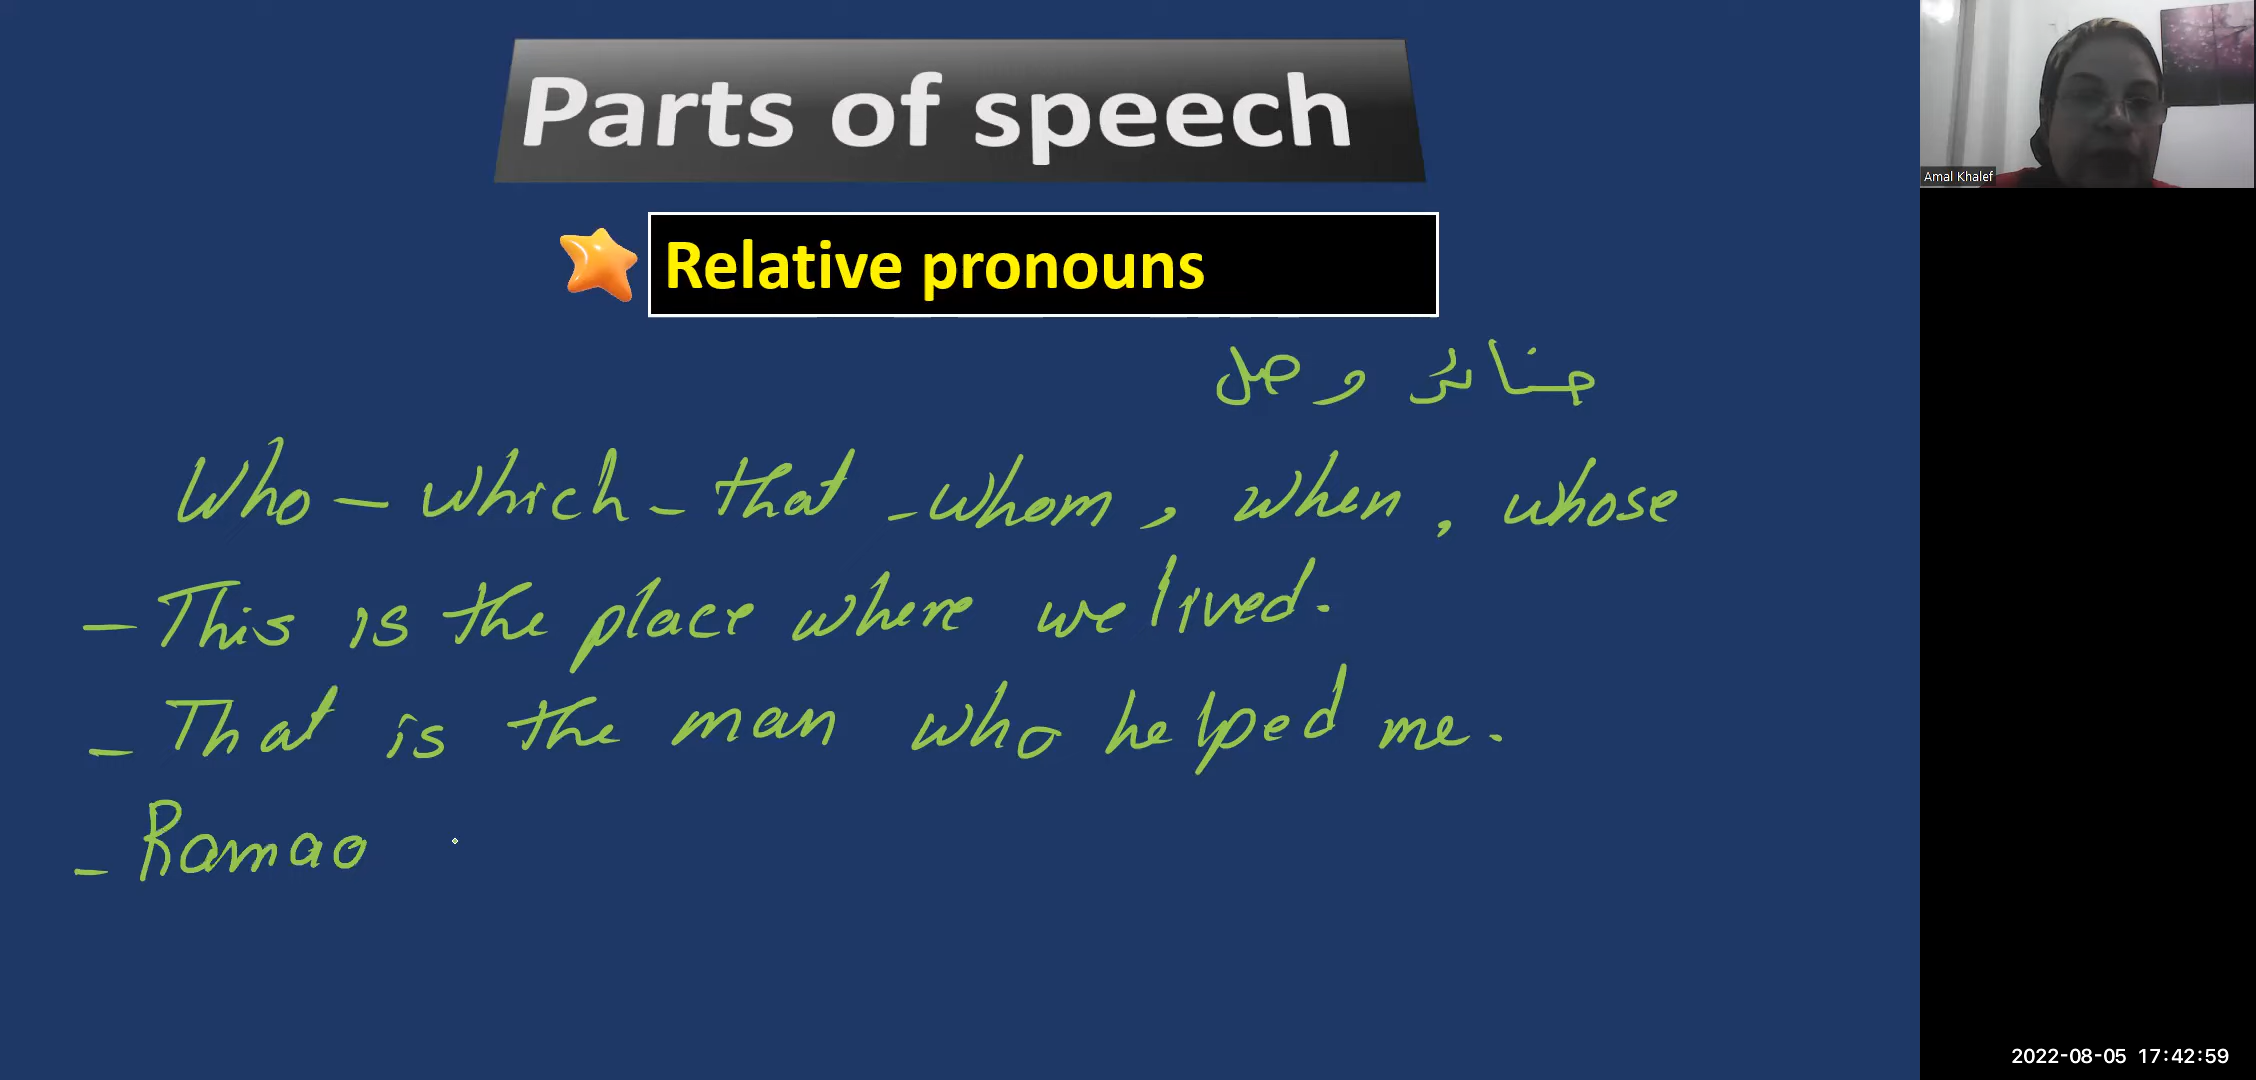 Parts of speech
Relative pronouns
ضمائر وصل
Who - which - that - whom , when , whose
- This is the place where we lived.
- That is the man who helped me.
- Ramao
Amal Khalef
2022-08-05 17:42:59